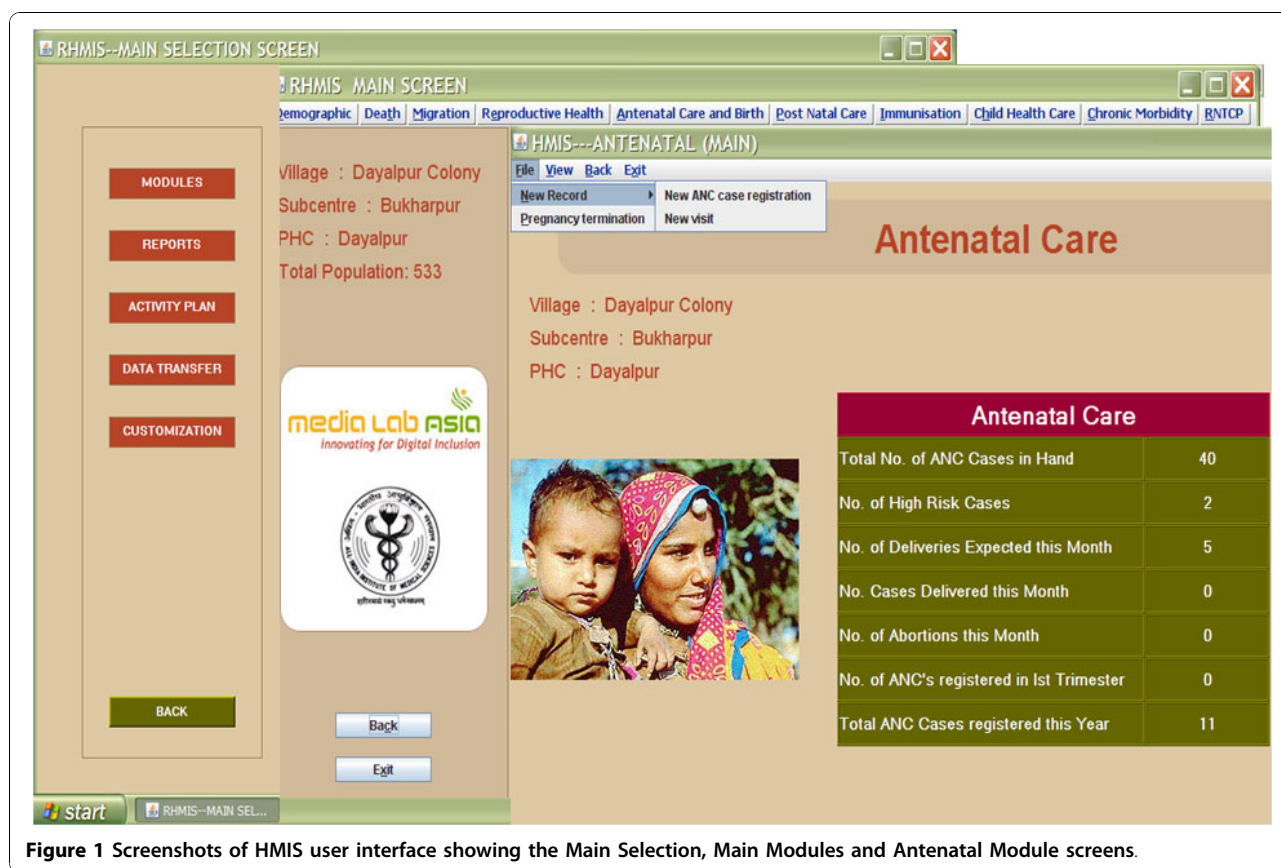 RHMIS--MAIN SELECTION SCREEN
MODULES
REPORTS
ACTIVITY PLAN
DATA TRANSFER
CUSTOMIZATION
BACK
start
RHMIS--MAIN SEL...
RHMIS MAIN SCREEN
Demographic Death Migration Reproductive Health Antenatal Care and Birth Post Natal Care Immunisation Child Health Care Chronic Morbidity RNTCP
Village : Dayalpur Colony
Subcentre : Bukharpur
PHC : Dayalpur
Total Population: 533
media Lab Asia
innovating for Digital Inclusion
ALL INDIA INSTITUTE OF MEDICAL SCIENCES
Back
Exit
HMIS---ANTENATAL (MAIN)
File View Back Exit
New Record New ANC case registration
Pregnancy termination New visit
Antenatal Care
Village : Dayalpur Colony
Subcentre : Bukharpur
PHC : Dayalpur
Antenatal Care
Total No. of ANC Cases in Hand 40
No. of High Risk Cases 2
No. of Deliveries Expected this Month 5
No. Cases Delivered this Month 0
No. of Abortions this Month 0
No. of ANC's registered in Ist Trimester 0
Total ANC Cases registered this Year 11
Figure 1 Screenshots of HMIS user interface showing the Main Selection, Main Modules and Antenatal Module screens.